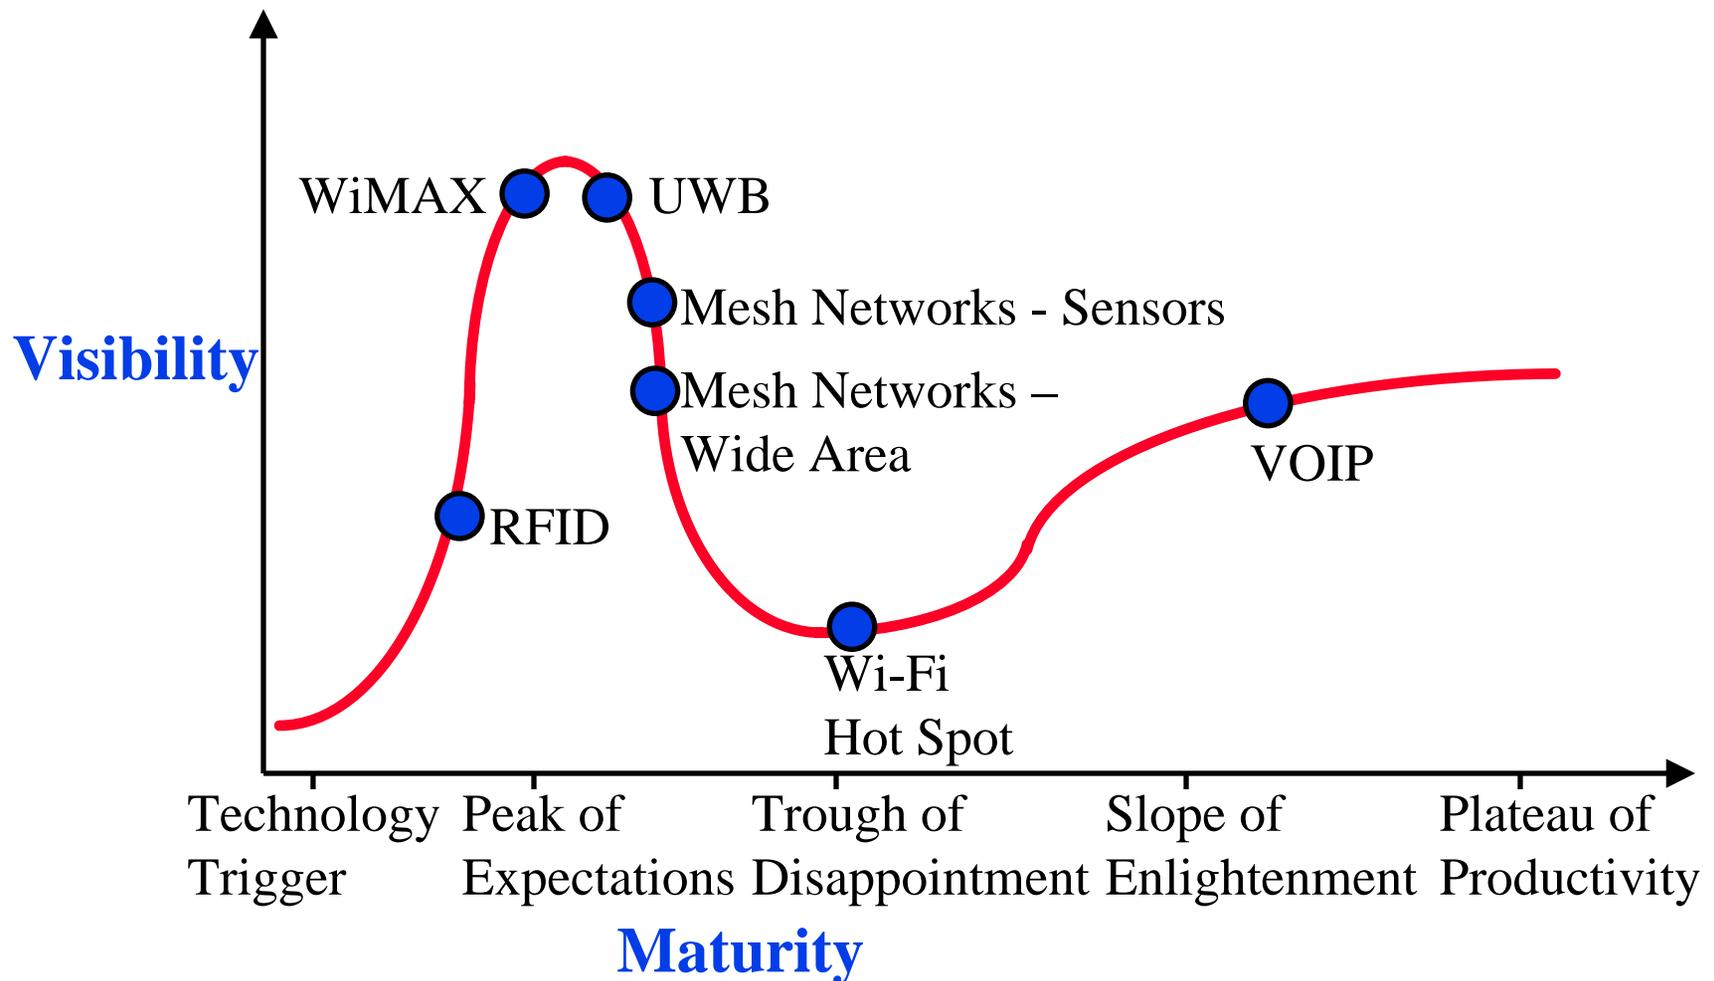 WiMAX
UWB
Mesh Networks - Sensors
Visibility
Mesh Networks –
Wide Area
VOIP
RFID
Wi-Fi
Hot Spot
Technology
Trigger
Peak of
Expectations
Trough of
Disappointment
Slope of
Enlightenment
Plateau of
Productivity
Maturity